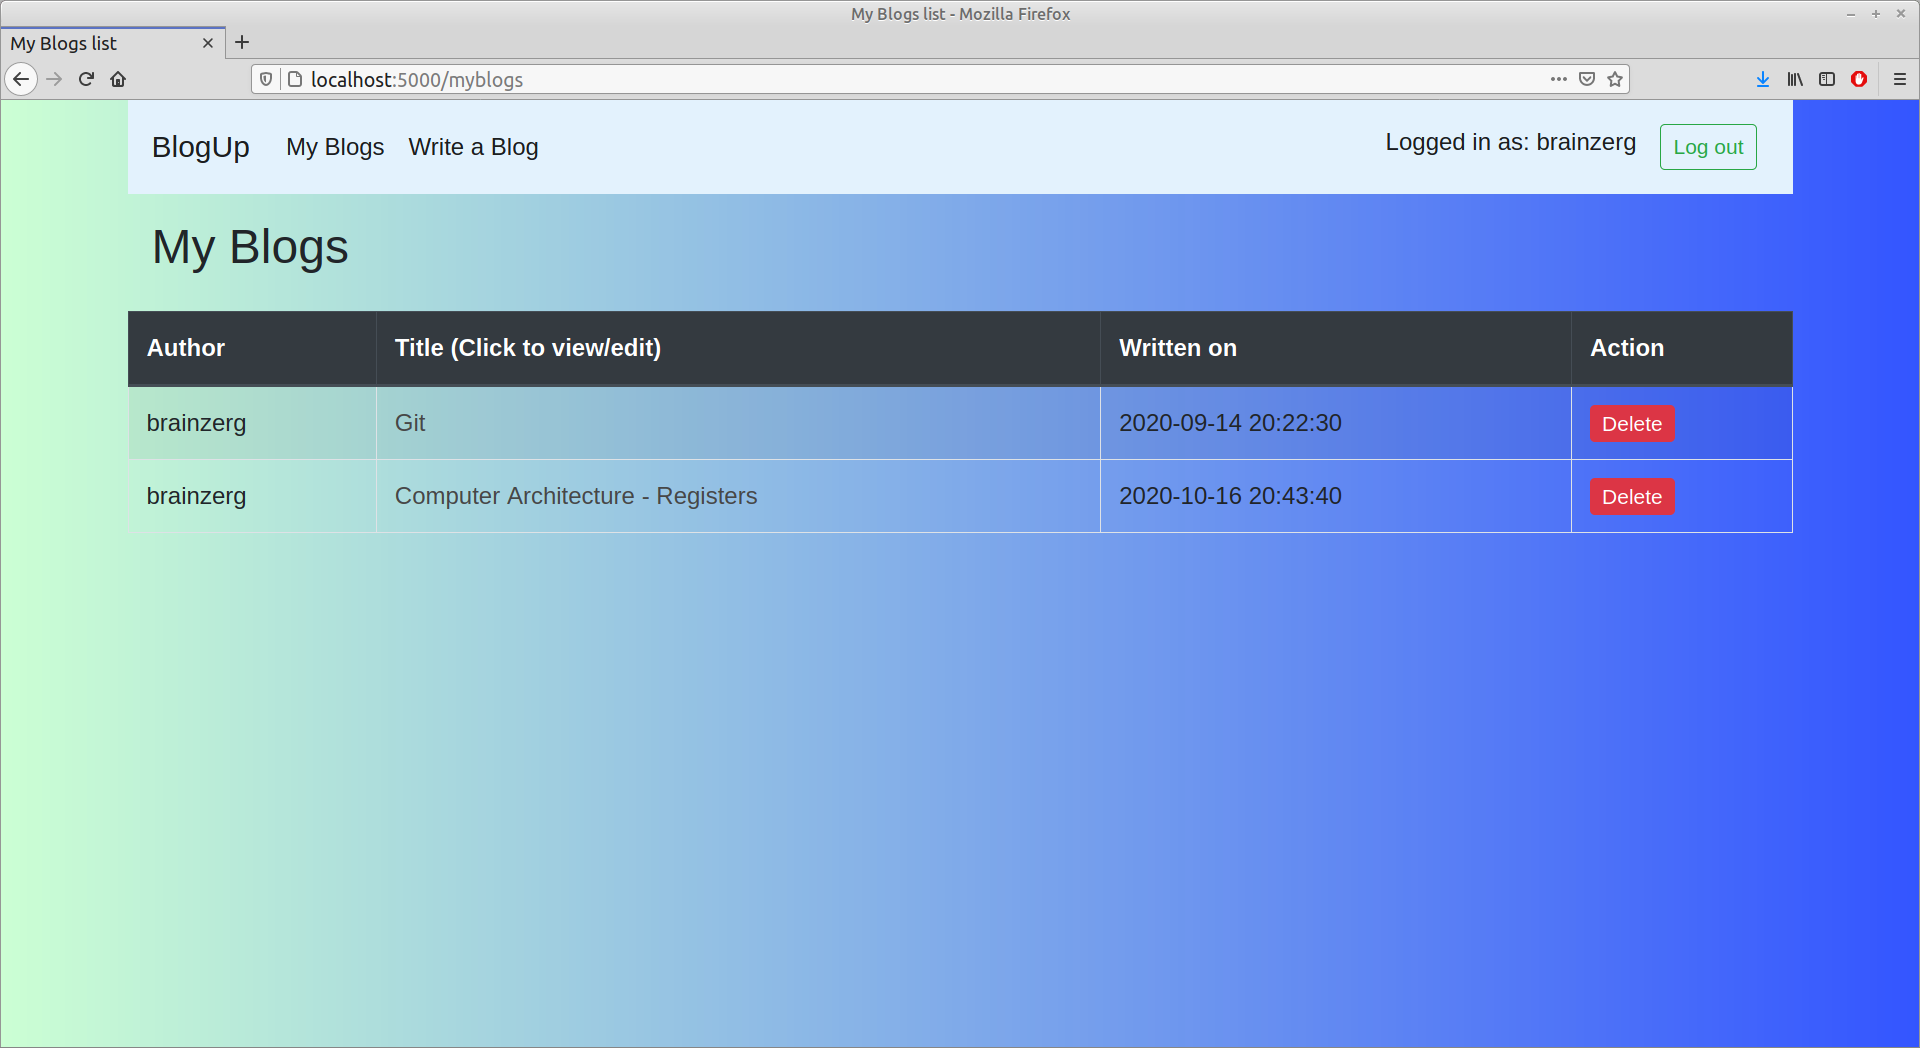 My Blogs list - Mozilla Firefox
My Blogs list
localhost:5000/myblogs
BlogUp My Blogs Write a Blog Logged in as: brainzerg Log out
My Blogs
Author Title (Click to view/edit) Written on Action
brainzerg Git 2020-09-14 20:22:30 Delete
brainzerg Computer Architecture - Registers 2020-10-16 20:43:40 Delete